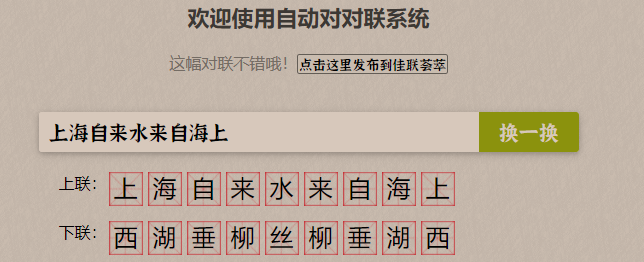 欢迎使用自动对对联系统
这幅对联不错哦！点击这里发布到佳联荟萃
上海自来水来自海上 换一换
上联：上海自来水来自海上
下联：西湖垂柳丝柳垂湖西